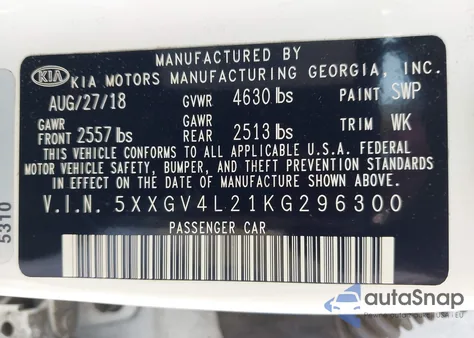 MANUFACTURED BY
KIA KIA MOTORS MANUFACTURING GEORGIA, INC.
AUG/27/18 GVWR 4630 lbs PAINT SWP
GAWR FRONT 2557 lbs GAWR REAR 2513 lbs TRIM WK
THIS VEHICLE CONFORMS TO ALL APPLICABLE U.S.A. FEDERAL
MOTOR VEHICLE SAFETY, BUMPER, AND THEFT PREVENTION STANDARDS
IN EFFECT ON THE DATE OF MANUFACTURE SHOWN ABOVE.
V.I.N. 5XXGV4L21KG296300
PASSENGER CAR
5310
autoSnap